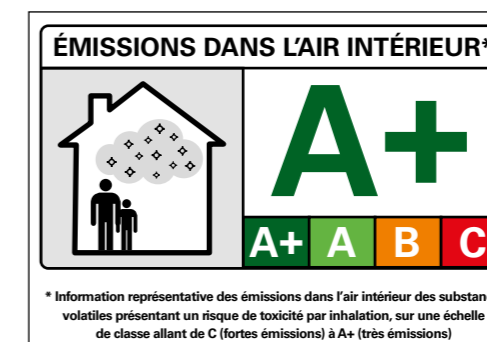 ÉMISSIONS DANS L'AIR INTÉRIEUR*
A+
A+ A B C
* Information représentative des émissions dans l'air intérieur des
volatiles présentant un risque de toxicité par inhalation, sur une échelle
de classe allant de C (fortes émissions) à A+ (très émissions)